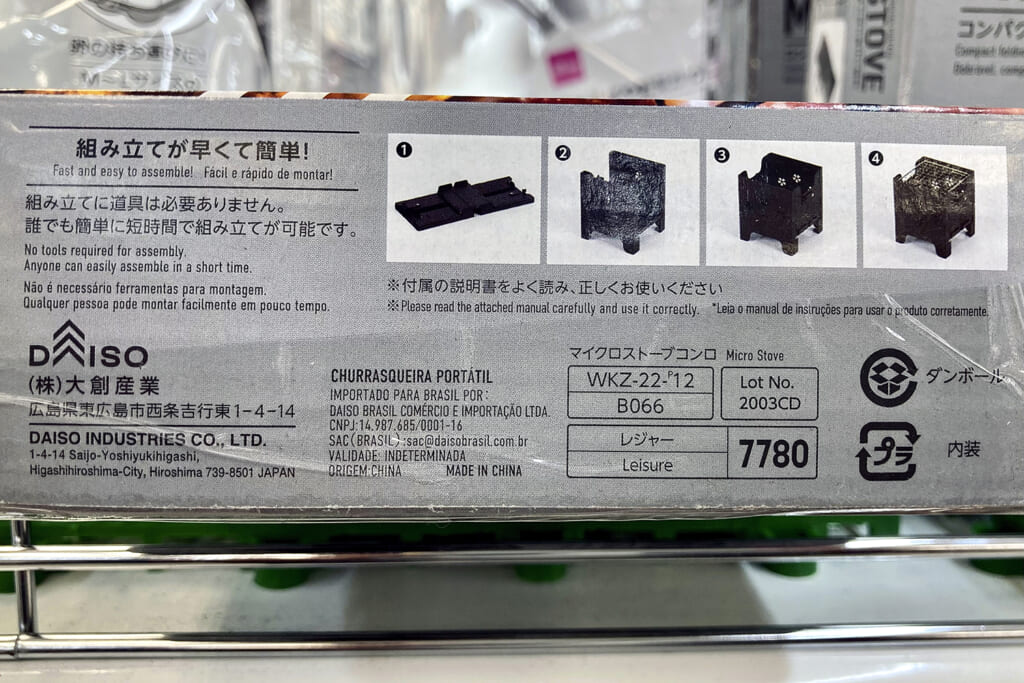 STOVE
コンパク
組み立てが早くて簡単!
Fast and easy to assemble! Fácil e rápido de montar!
組み立てに道具は必要ありません。
誰でも簡単に短時間で組み立てが可能です。
No tools required for assembly.
Anyone can easily assemble in a short time.
Não é necessário ferramentas para montagem.
Qualquer pessoa pode montar facilmente em pouco tempo.
❶ ❷ ❸ ❹
※付属の説明書をよく読み、正しくお使いください
※Please read the attached manual carefully and use it correctly. *Leia o manual de instruções para usar o produto corretamente.
DAISO
(株)大創産業
広島県東広島市西条吉行東1-4-14
DAISO INDUSTRIES CO., LTD.
1-4-14 Saijo-Yoshiyukihigashi,
Higashihiroshima-City, Hiroshima 739-8501 JAPAN
CHURRASQUEIRA PORTÁTIL
IMPORTADO PARA BRASIL POR:
DAISO BRASIL COMÉRCIO E IMPORTAÇÃO LTDA.
CNPJ:14.987.685/0001-16
SAC(BRASIL):sac@daisobrasil.com.br
VALIDADE: INDETERMINADA
ORIGEM:CHINA MADE IN CHINA
マイクロストーブコンロ Micro Stove
WKZ-22-P12
B066
Lot No.
2003CD
レジャー
Leisure
7780
ダンボール
プラ
内装